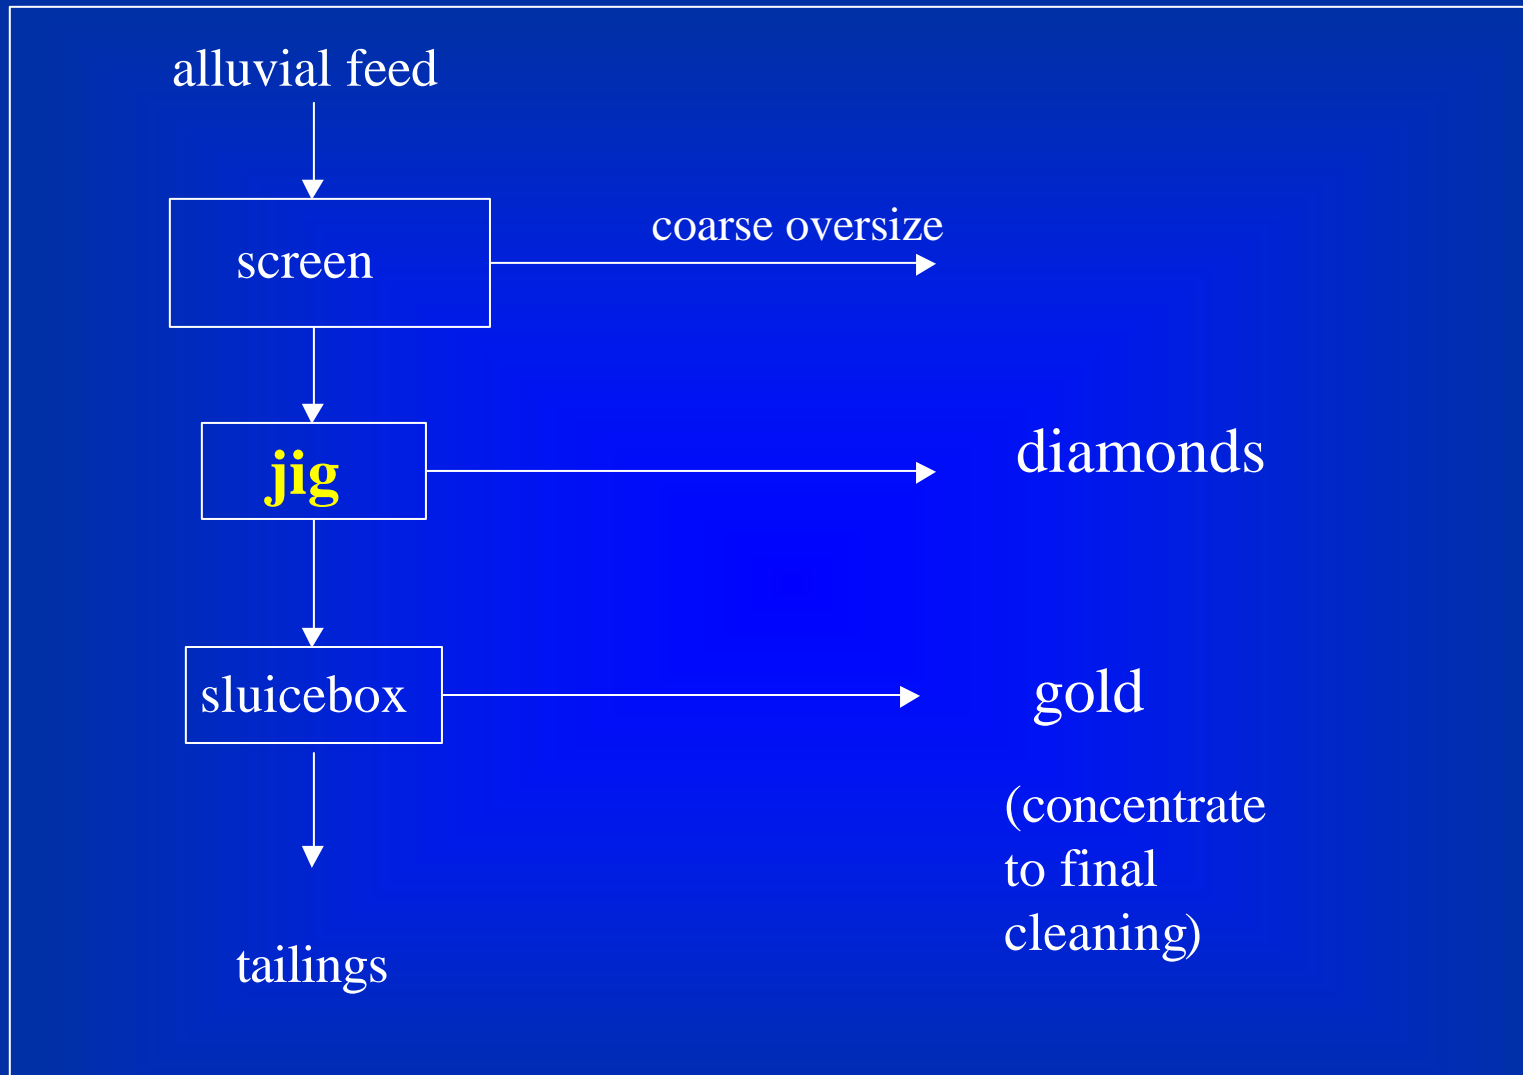 alluvial feed
coarse oversize
screen
diamonds
jig
sluicebox
gold
(concentrate
to final
cleaning)
tailings